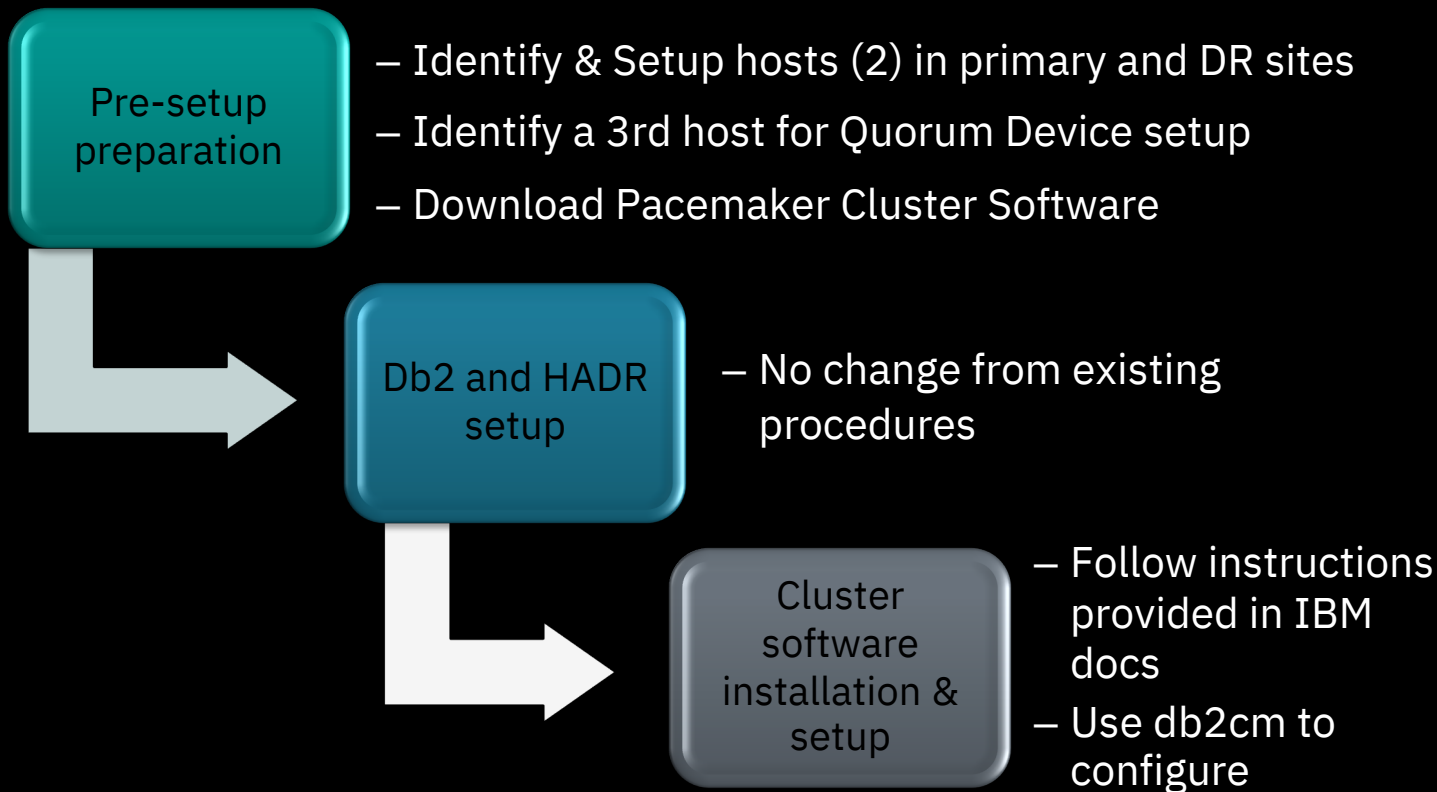 Pre-setup
preparation
– Identify & Setup hosts (2) in primary and DR sites
– Identify a 3rd host for Quorum Device setup
– Download Pacemaker Cluster Software
Db2 and HADR
setup
– No change from existing
procedures
Cluster
software
installation &
setup
– Follow instructions
provided in IBM
docs
– Use db2cm to
configure